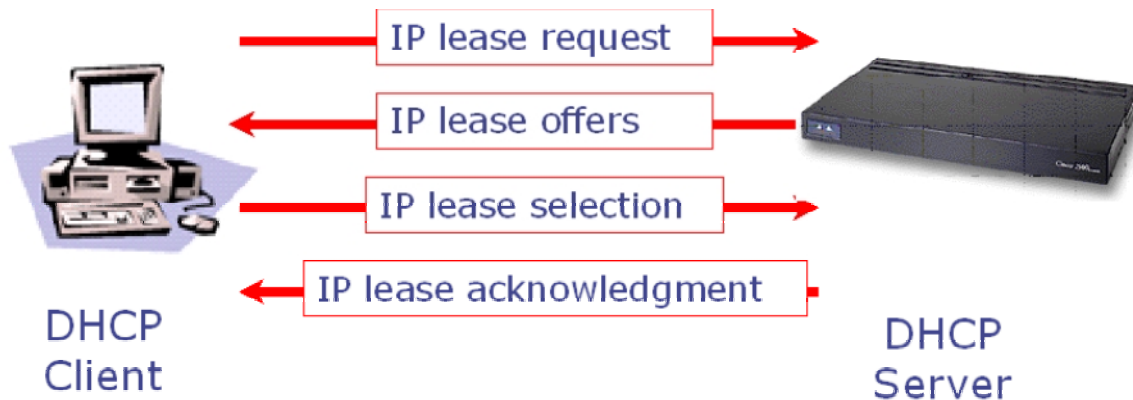 IP lease request
IP lease offers
IP lease selection
IP lease acknowledgment
DHCP
Client
DHCP
Server